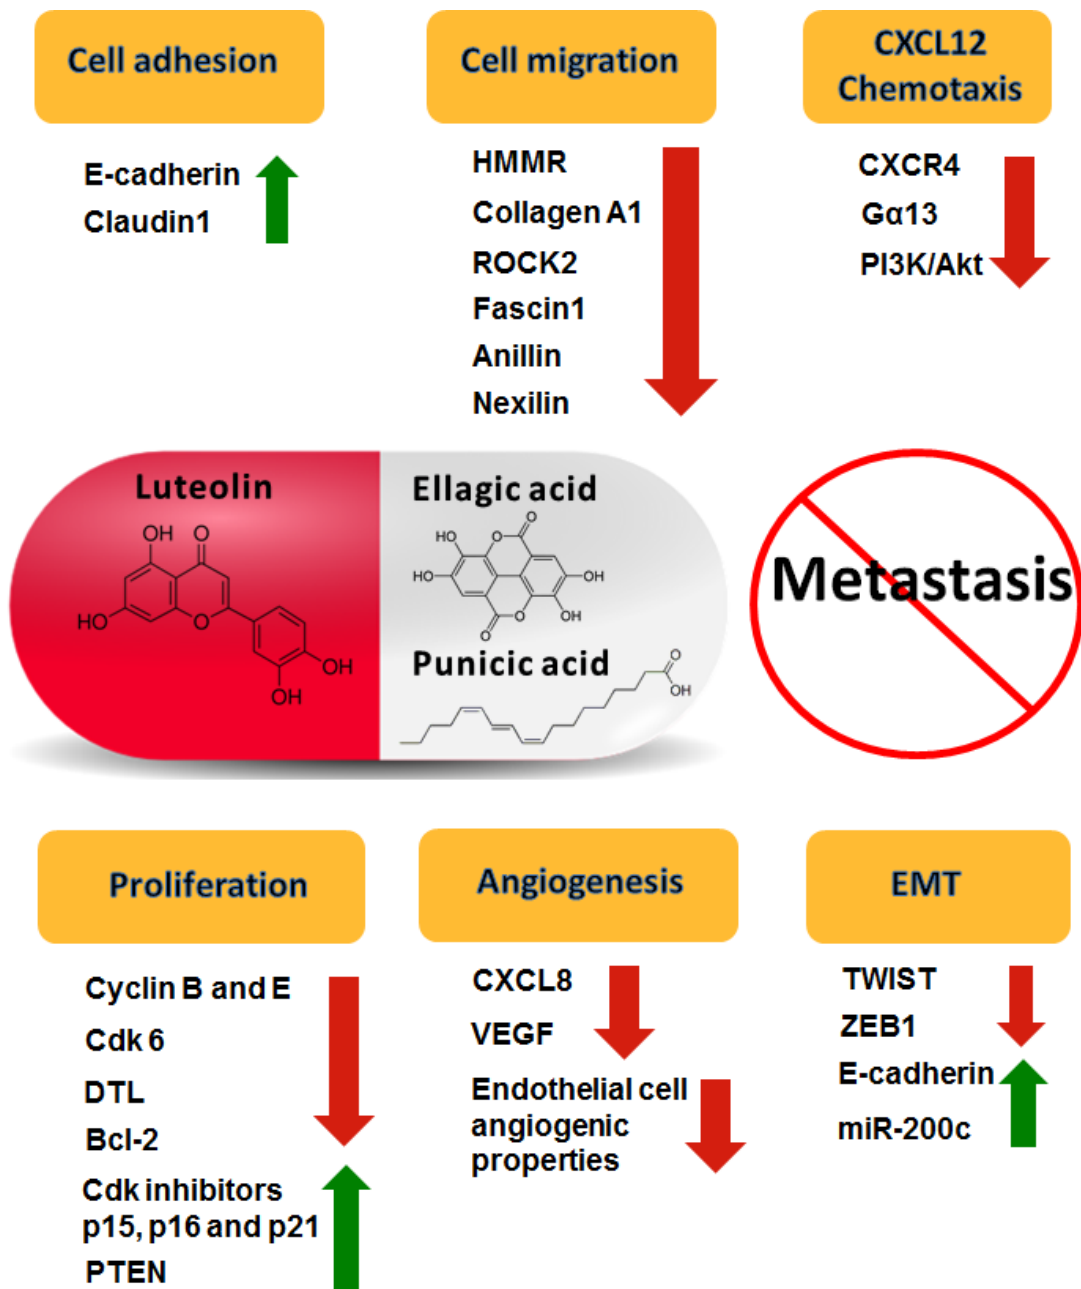 Cell adhesion
E-cadherin
Claudin1
Cell migration
HMMR
Collagen A1
ROCK2
Fascin1
Anillin
Nexilin
CXCL12
Chemotaxis
CXCR4
Gα13
PI3K/Akt
Luteolin
OH
O
HO
O
OH
OH
Ellagic acid
O
HO
O
HO
OH
O
OH
O
Punicic acid
O
OH
Metastasis
Proliferation
Cyclin B and E
Cdk 6
DTL
Bcl-2
Cdk inhibitors
p15, p16 and p21
PTEN
Angiogenesis
CXCL8
VEGF
Endothelial cell
angiogenic
properties
EMT
TWIST
ZEB1
E-cadherin
miR-200c